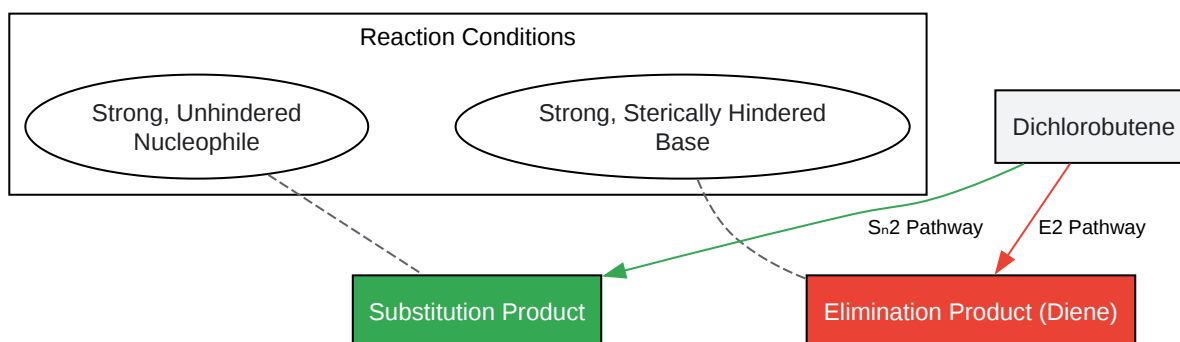 Reaction Conditions
Strong, Unhindered
Nucleophile
Strong, Sterically Hindered
Base
Dichlorobutene
Sₙ2 Pathway
E2 Pathway
Substitution Product
Elimination Product (Diene)